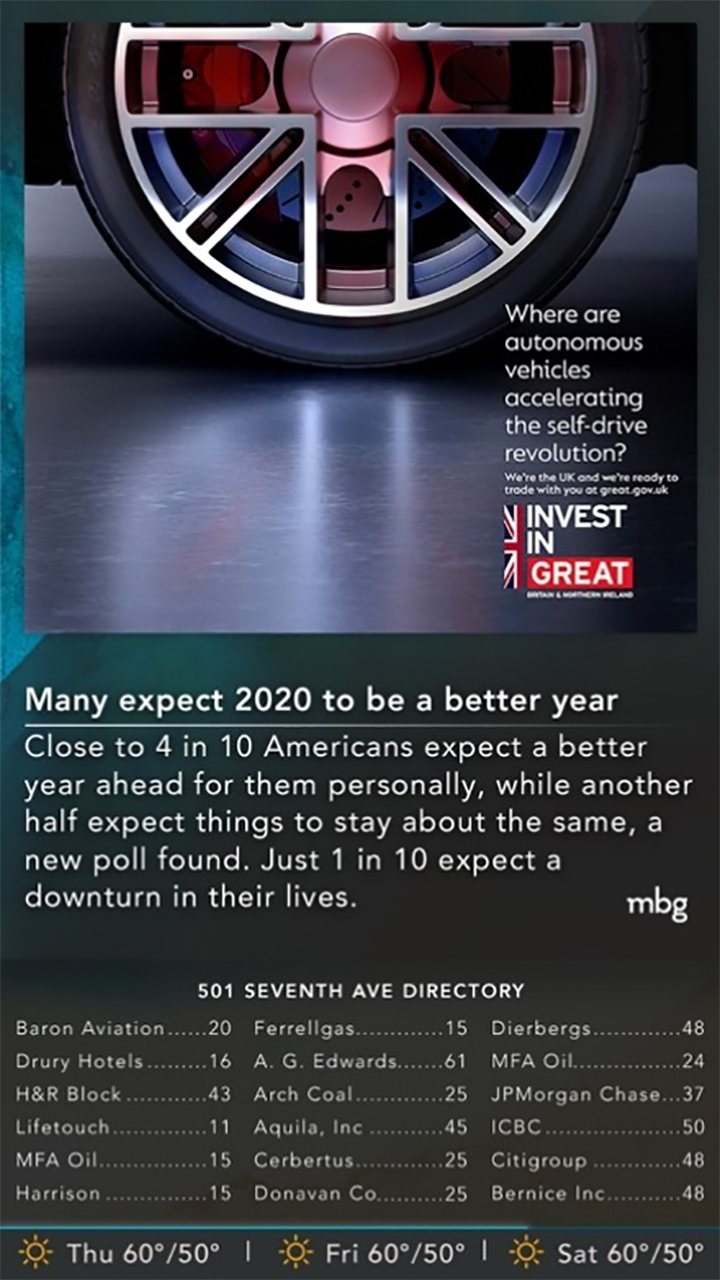 Where are
autonomous
vehicles
accelerating
the self-drive
revolution?
We're the UK and we're ready to
trade with you at great.gov.uk
INVEST
IN
GREAT
BRITAIN & NORTHERN IRELAND
Many expect 2020 to be a better year
Close to 4 in 10 Americans expect a better
year ahead for them personally, while another
half expect things to stay about the same, a
new poll found. Just 1 in 10 expect a
downturn in their lives.
mbg
501 SEVENTH AVE DIRECTORY
Baron Aviation......20 Ferrellgas............15 Dierbergs............48
Drury Hotels.........16 A. G. Edwards......61 MFA Oil..............24
H&R Block............43 Arch Coal............25 JPMorgan Chase...37
Lifetouch.............11 Aquila, Inc...........45 ICBC..................50
MFA Oil..............15 Cerbertus............25 Citigroup............48
Harrison..............15 Donavan Co.........25 Bernice Inc..........48
Thu 60°/50° | Fri 60°/50° | Sat 60°/50°